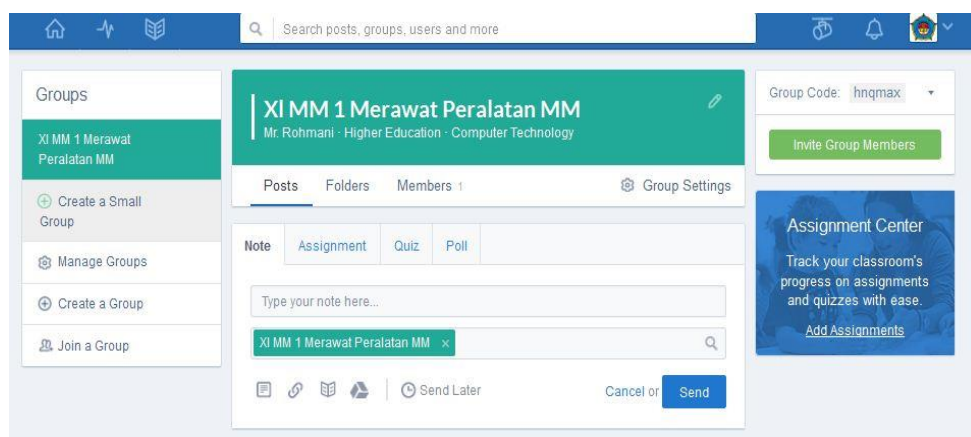 Search posts, groups, users and more
Groups
XI MM 1 Merawat
Peralatan MM
Create a Small
Group
Manage Groups
Create a Group
Join a Group
XI MM 1 Merawat Peralatan MM
Mr. Rohmani · Higher Education · Computer Technology
Posts Folders Members 1 Group Settings
Note Assignment Quiz Poll
Type your note here...
XI MM 1 Merawat Peralatan MM ×
Send Later Cancel or Send
Group Code: hnqmax
Invite Group Members
Assignment Center
Track your classroom's
progress on assignments
and quizzes with ease.
Add Assignments